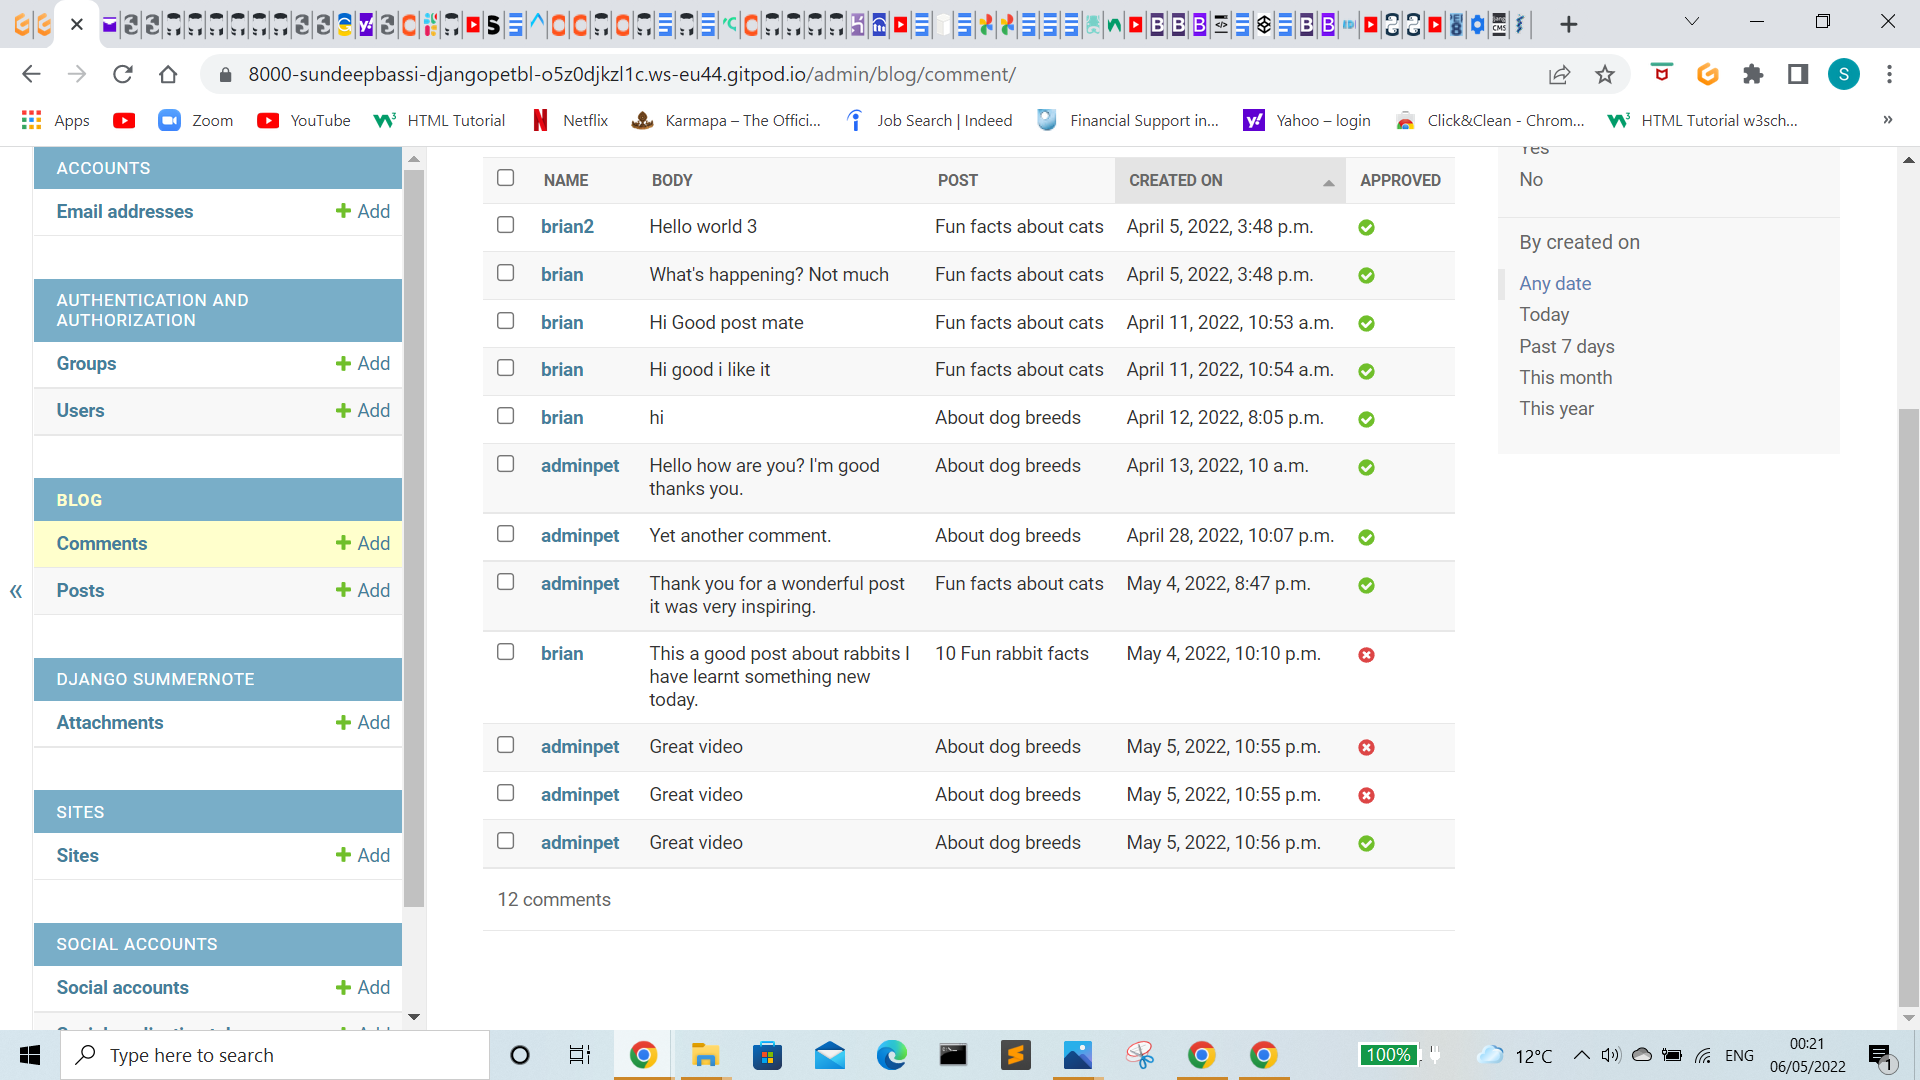 8000-sundeepbassi-djangopetbl-o5z0djkzl1c.ws-eu44.gitpod.io/admin/blog/comment/
S
Apps Zoom YouTube HTML Tutorial Netflix Karmapa – The Offici... Job Search | Indeed Financial Support in... Yahoo – login Click&Clean - Chrom... HTML Tutorial w3sch... »
ACCOUNTS
Email addresses + Add
AUTHENTICATION AND
AUTHORIZATION
Groups + Add
Users + Add
BLOG
Comments + Add
«
Posts + Add
DJANGO SUMMERNOTE
Attachments + Add
SITES
Sites + Add
SOCIAL ACCOUNTS
Social accounts + Add
NAME BODY POST CREATED ON APPROVED
brian2 Hello world 3 Fun facts about cats April 5, 2022, 3:48 p.m.
brian What's happening? Not much Fun facts about cats April 5, 2022, 3:48 p.m.
brian Hi Good post mate Fun facts about cats April 11, 2022, 10:53 a.m.
brian Hi good i like it Fun facts about cats April 11, 2022, 10:54 a.m.
brian hi About dog breeds April 12, 2022, 8:05 p.m.
adminpet Hello how are you? I'm good About dog breeds April 13, 2022, 10 a.m.
thanks you.
adminpet Yet another comment. About dog breeds April 28, 2022, 10:07 p.m.
adminpet Thank you for a wonderful post Fun facts about cats May 4, 2022, 8:47 p.m.
it was very inspiring.
brian This a good post about rabbits I 10 Fun rabbit facts May 4, 2022, 10:10 p.m.
have learnt something new
today.
adminpet Great video About dog breeds May 5, 2022, 10:55 p.m.
adminpet Great video About dog breeds May 5, 2022, 10:55 p.m.
adminpet Great video About dog breeds May 5, 2022, 10:56 p.m.
12 comments
Yes
No
By created on
Any date
Today
Past 7 days
This month
This year
Type here to search
100%
12°C
ENG
00:21
06/05/2022
1